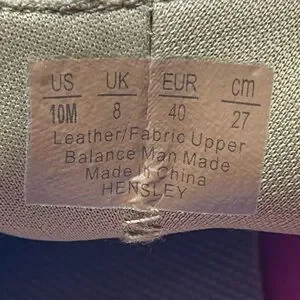 US UK EUR cm
10M 8 40 27
Leather/Fabric Upper
Balance Man Made
Made in China
HENSLEY